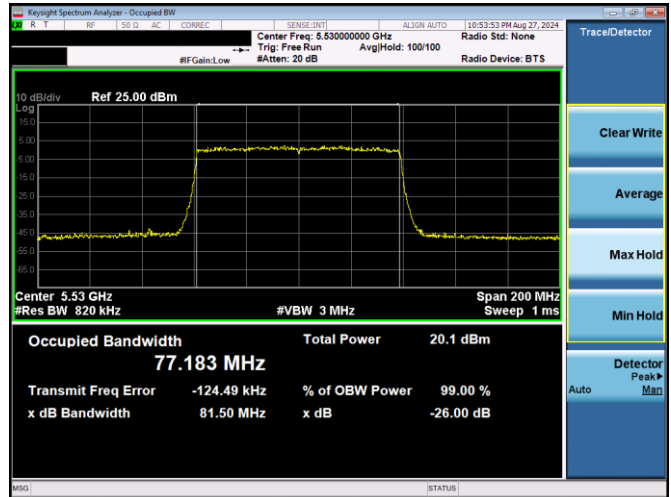 Keysight Spectrum Analyzer - Occupied BW
R T RF 50 Ω AC CORREC SENSE:INT ALIGN AUTO 10:53:53 PM Aug 27, 2024
Center Freq: 5.530000000 GHz Radio Std: None
Trig: Free Run Avg|Hold: 100/100
#IFGain:Low #Atten: 20 dB Radio Device: BTS
Trace/Detector
10 dB/div Ref 25.00 dBm
Log
15.0
5.00
-5.00
-15.0
-25.0
-35.0
-45.0
-55.0
-65.0
Center 5.53 GHz Span 200 MHz
#Res BW 820 kHz #VBW 3 MHz Sweep 1 ms
Occupied Bandwidth Total Power 20.1 dBm
77.183 MHz
Transmit Freq Error -124.49 kHz % of OBW Power 99.00 %
x dB Bandwidth 81.50 MHz x dB -26.00 dB
Clear Write
Average
Max Hold
Min Hold
Detector
Peak▶
Auto Man
MSG STATUS